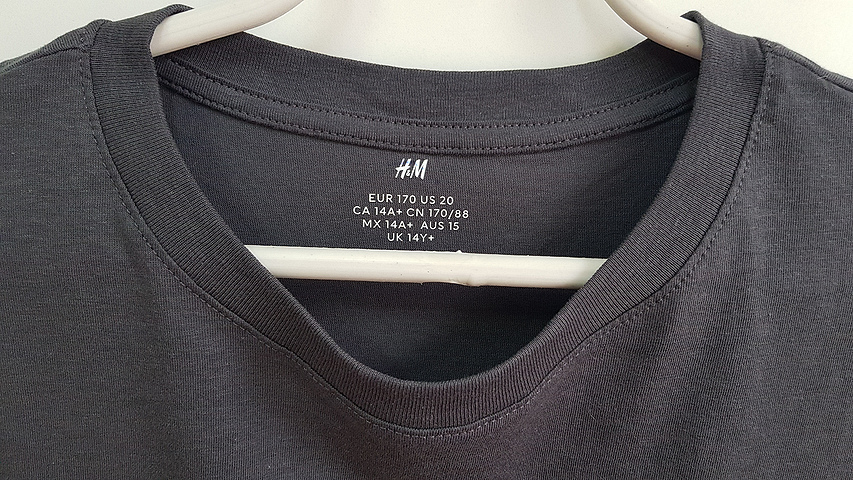 H&M
EUR 170 US 20
CA 14A+ CN 170/88
MX 14A+ AUS 15
UK 14Y+